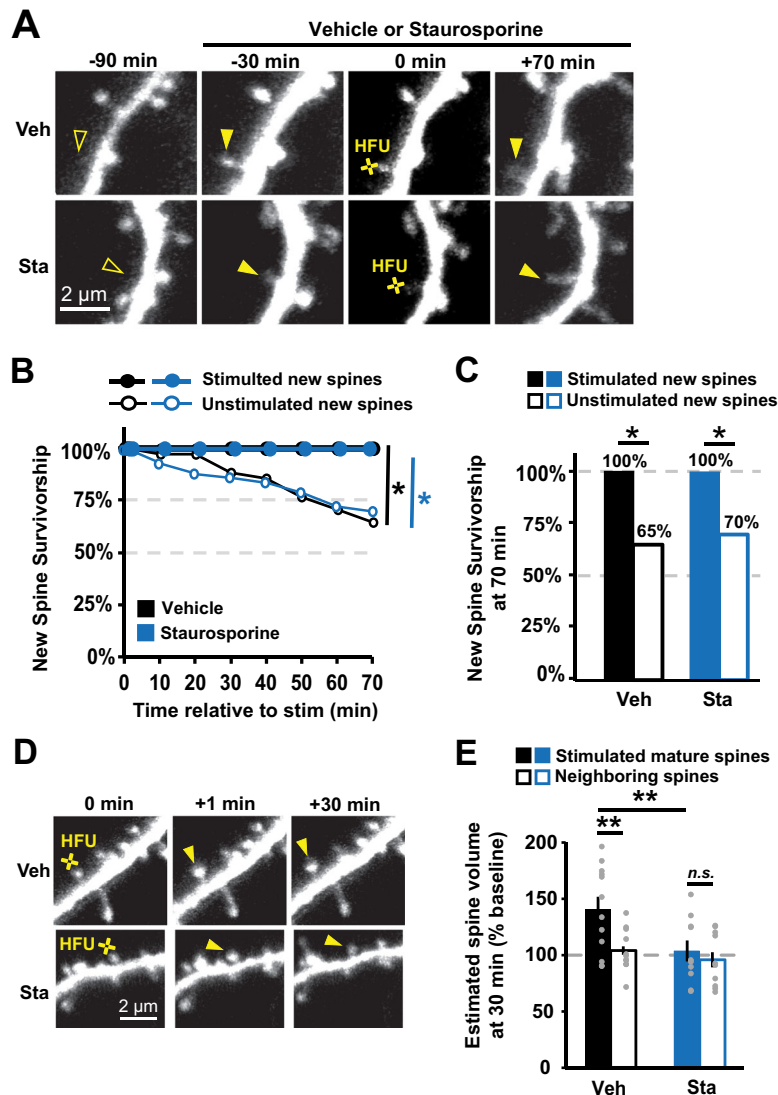 A
Vehicle or Staurosporine
-90 min
-30 min
0 min
+70 min
Veh
HFU
Sta
HFU
2 µm
B
Stimulted new spines
Unstimulated new spines
New Spine Survivorship
100%
75%
50%
25%
0%
*
*
Vehicle
Staurosporine
0
10
20
30
40
50
60
70
Time relative to stim (min)
C
Stimulated new spines
Unstimulated new spines
New Spine Survivorship
at 70 min
100%
75%
50%
25%
0%
*
*
100%
65%
100%
70%
Veh
Sta
D
0 min
+1 min
+30 min
Veh
HFU
Sta
HFU
2 µm
E
Stimulated mature spines
Neighboring spines
Estimated spine volume
at 30 min (% baseline)
200
150
100
50
0
**
**
n.s.
Veh
Sta